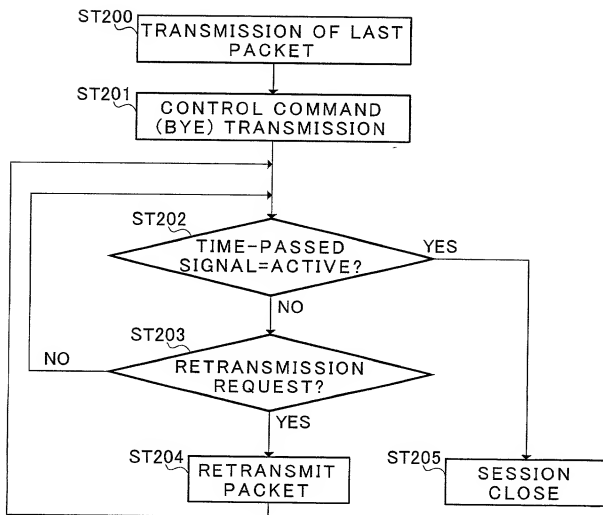 ST200
TRANSMISSION OF LAST
PACKET
ST201
CONTROL COMMAND
(BYE) TRANSMISSION
ST202
TIME-PASSED
SIGNAL=ACTIVE?
YES
NO
ST203
NO
RETRANSMISSION
REQUEST?
YES
ST204
RETRANSMIT
PACKET
ST205
SESSION
CLOSE